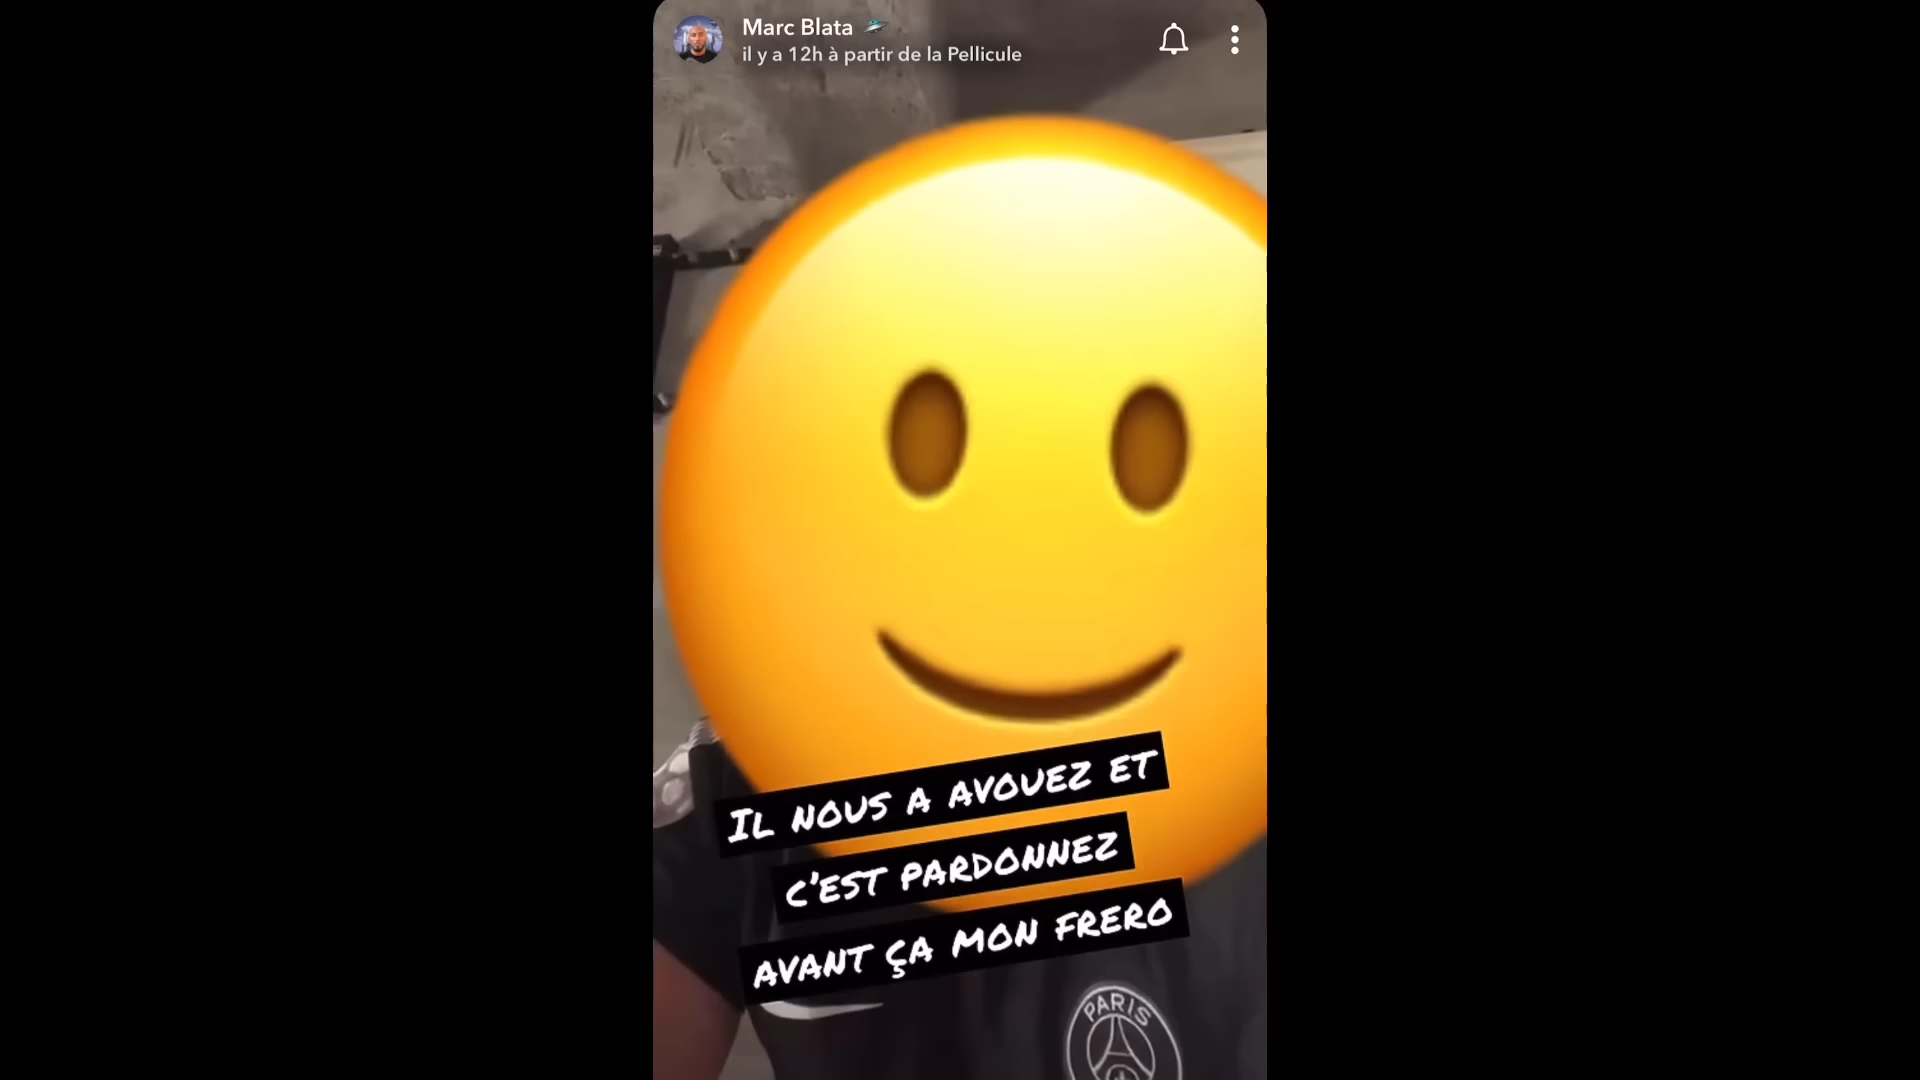 Marc Blata 🛸
il y a 12h à partir de la Pellicule
IL NOUS A AVOUEZ ET
C'EST PARDONNEZ
AVANT ÇA MON FRERO
PARIS